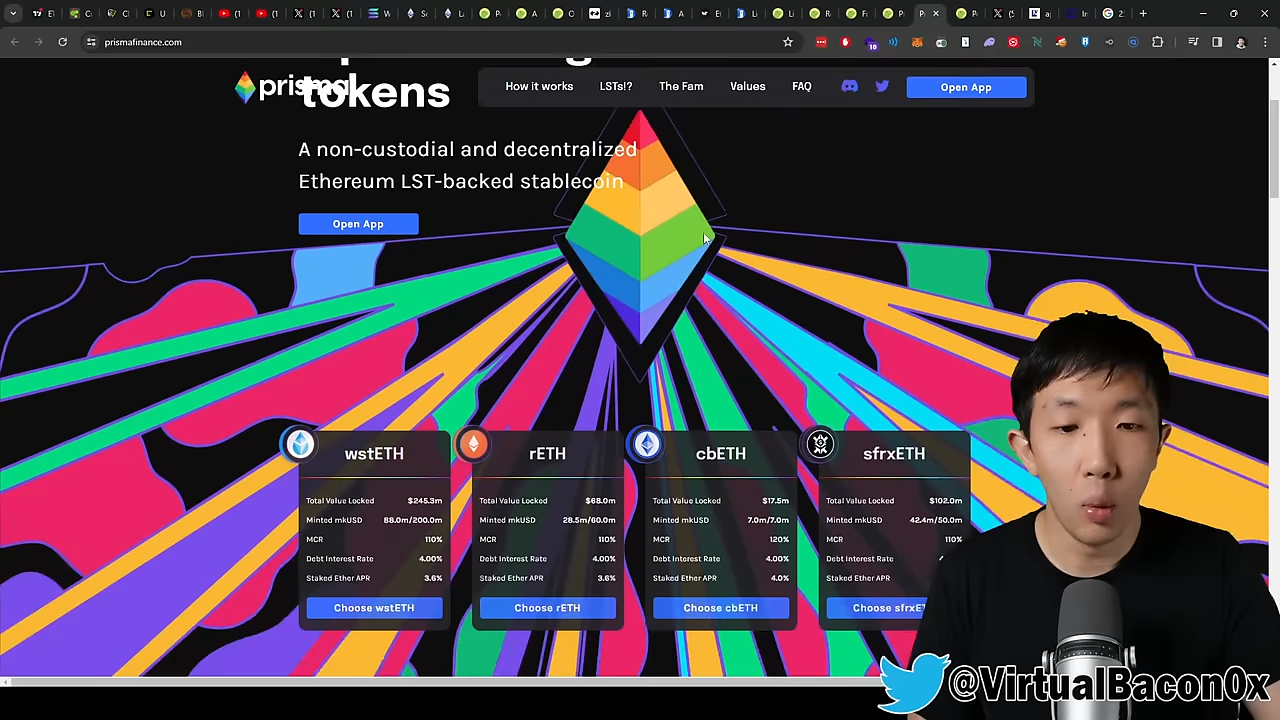 prismafinance.com
tokens
prisma
How it works
LSTs!?
The Fam
Values
FAQ
Open App
A non-custodial and decentralized
Ethereum LST-backed stablecoin
Open App
wstETH
Total Value Locked $245.3m
Minted mkUSD 88.0m/200.0m
MCR 110%
Debt Interest Rate 4.00%
Staked Ether APR 3.6%
Choose wstETH
rETH
Total Value Locked $68.0m
Minted mkUSD 28.5m/60.0m
MCR 110%
Debt Interest Rate 4.00%
Staked Ether APR 3.6%
Choose rETH
cbETH
Total Value Locked $17.5m
Minted mkUSD 7.0m/7.0m
MCR 120%
Debt Interest Rate 4.00%
Staked Ether APR 4.0%
Choose cbETH
sfrxETH
Total Value Locked $102.0m
Minted mkUSD 42.4m/50.0m
MCR 110%
Debt Interest Rate
Staked Ether APR
Choose
@VirtualBacon0x